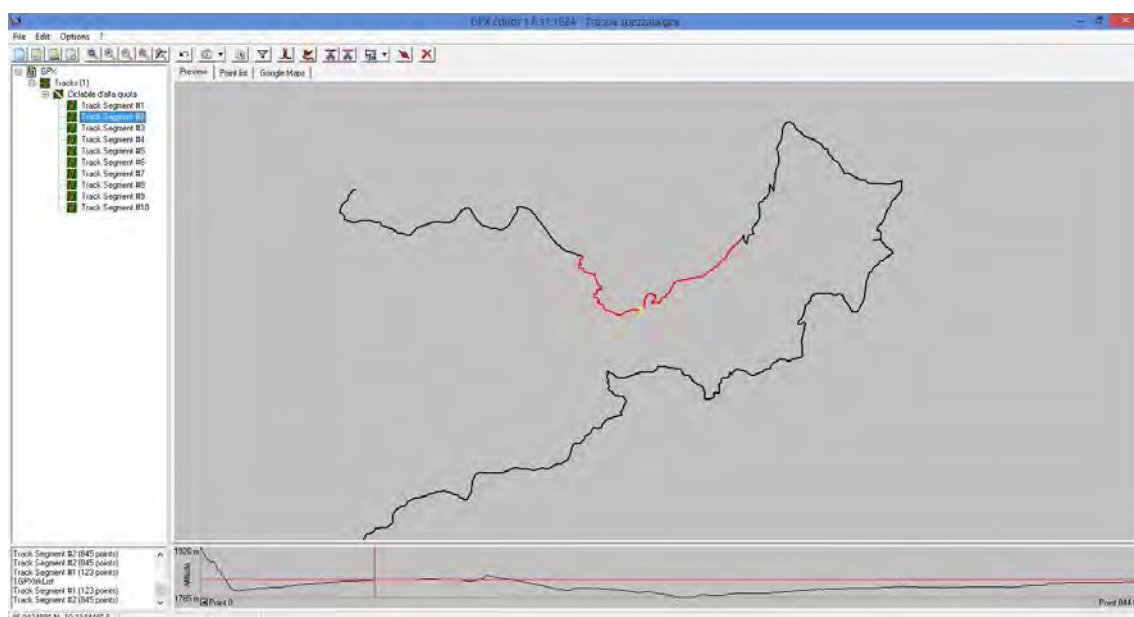 GPX Editor 1.6.11.1624 - Traccia spezzata.gpx
File Edit Options ?
GPX
Tracks (1)
Ciclabile d'alta quota
Track Segment #1
Track Segment #2
Track Segment #3
Track Segment #4
Track Segment #5
Track Segment #6
Track Segment #7
Track Segment #8
Track Segment #9
Track Segment #10
Preview Point list Google Maps
Track Segment #2 (845 points)
Track Segment #2 (845 points)
Track Segment #1 (123 points)
1GPXtrkList
Track Segment #1 (123 points)
Track Segment #2 (845 points)
1926 m
Altitude
1765 m
Point 0
Point 844